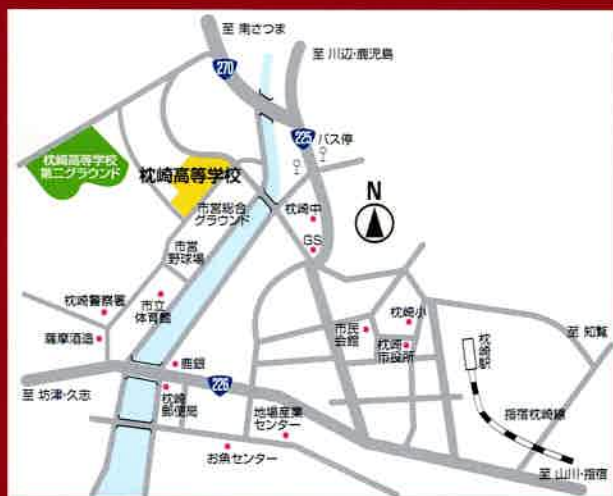 至 南さつま
至 川辺・鹿児島
270
225
バス停
枕崎高等学校
第二グラウンド
枕崎高等学校
N
市営総合
グラウンド
枕崎中
市営
野球場
GS
枕崎警察署
市立
体育館
市民
会館
枕崎小
薩摩酒造
枕崎
市役所
枕崎駅
至 知覧
鹿銀
226
至 坊津・久志
枕崎
郵便局
地場産業
センター
指宿枕崎線
お魚センター
至 山川・指宿